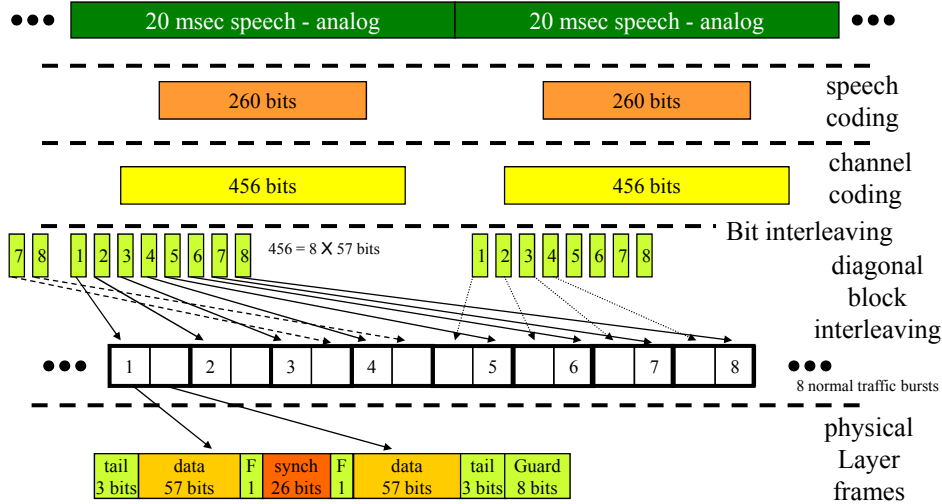 20 msec speech - analog
20 msec speech - analog
260 bits
260 bits
speech
coding
456 bits
456 bits
channel
coding
Bit interleaving
7 8 1 2 3 4 5 6 7 8
456 = 8 X 57 bits
1 2 3 4 5 6 7 8
diagonal
block
interleaving
1 2 3 4 5 6 7 8
8 normal traffic bursts
physical
Layer
frames
tail
3 bits
data
57 bits
F
1
synch
26 bits
F
1
data
57 bits
tail
3 bits
Guard
8 bits